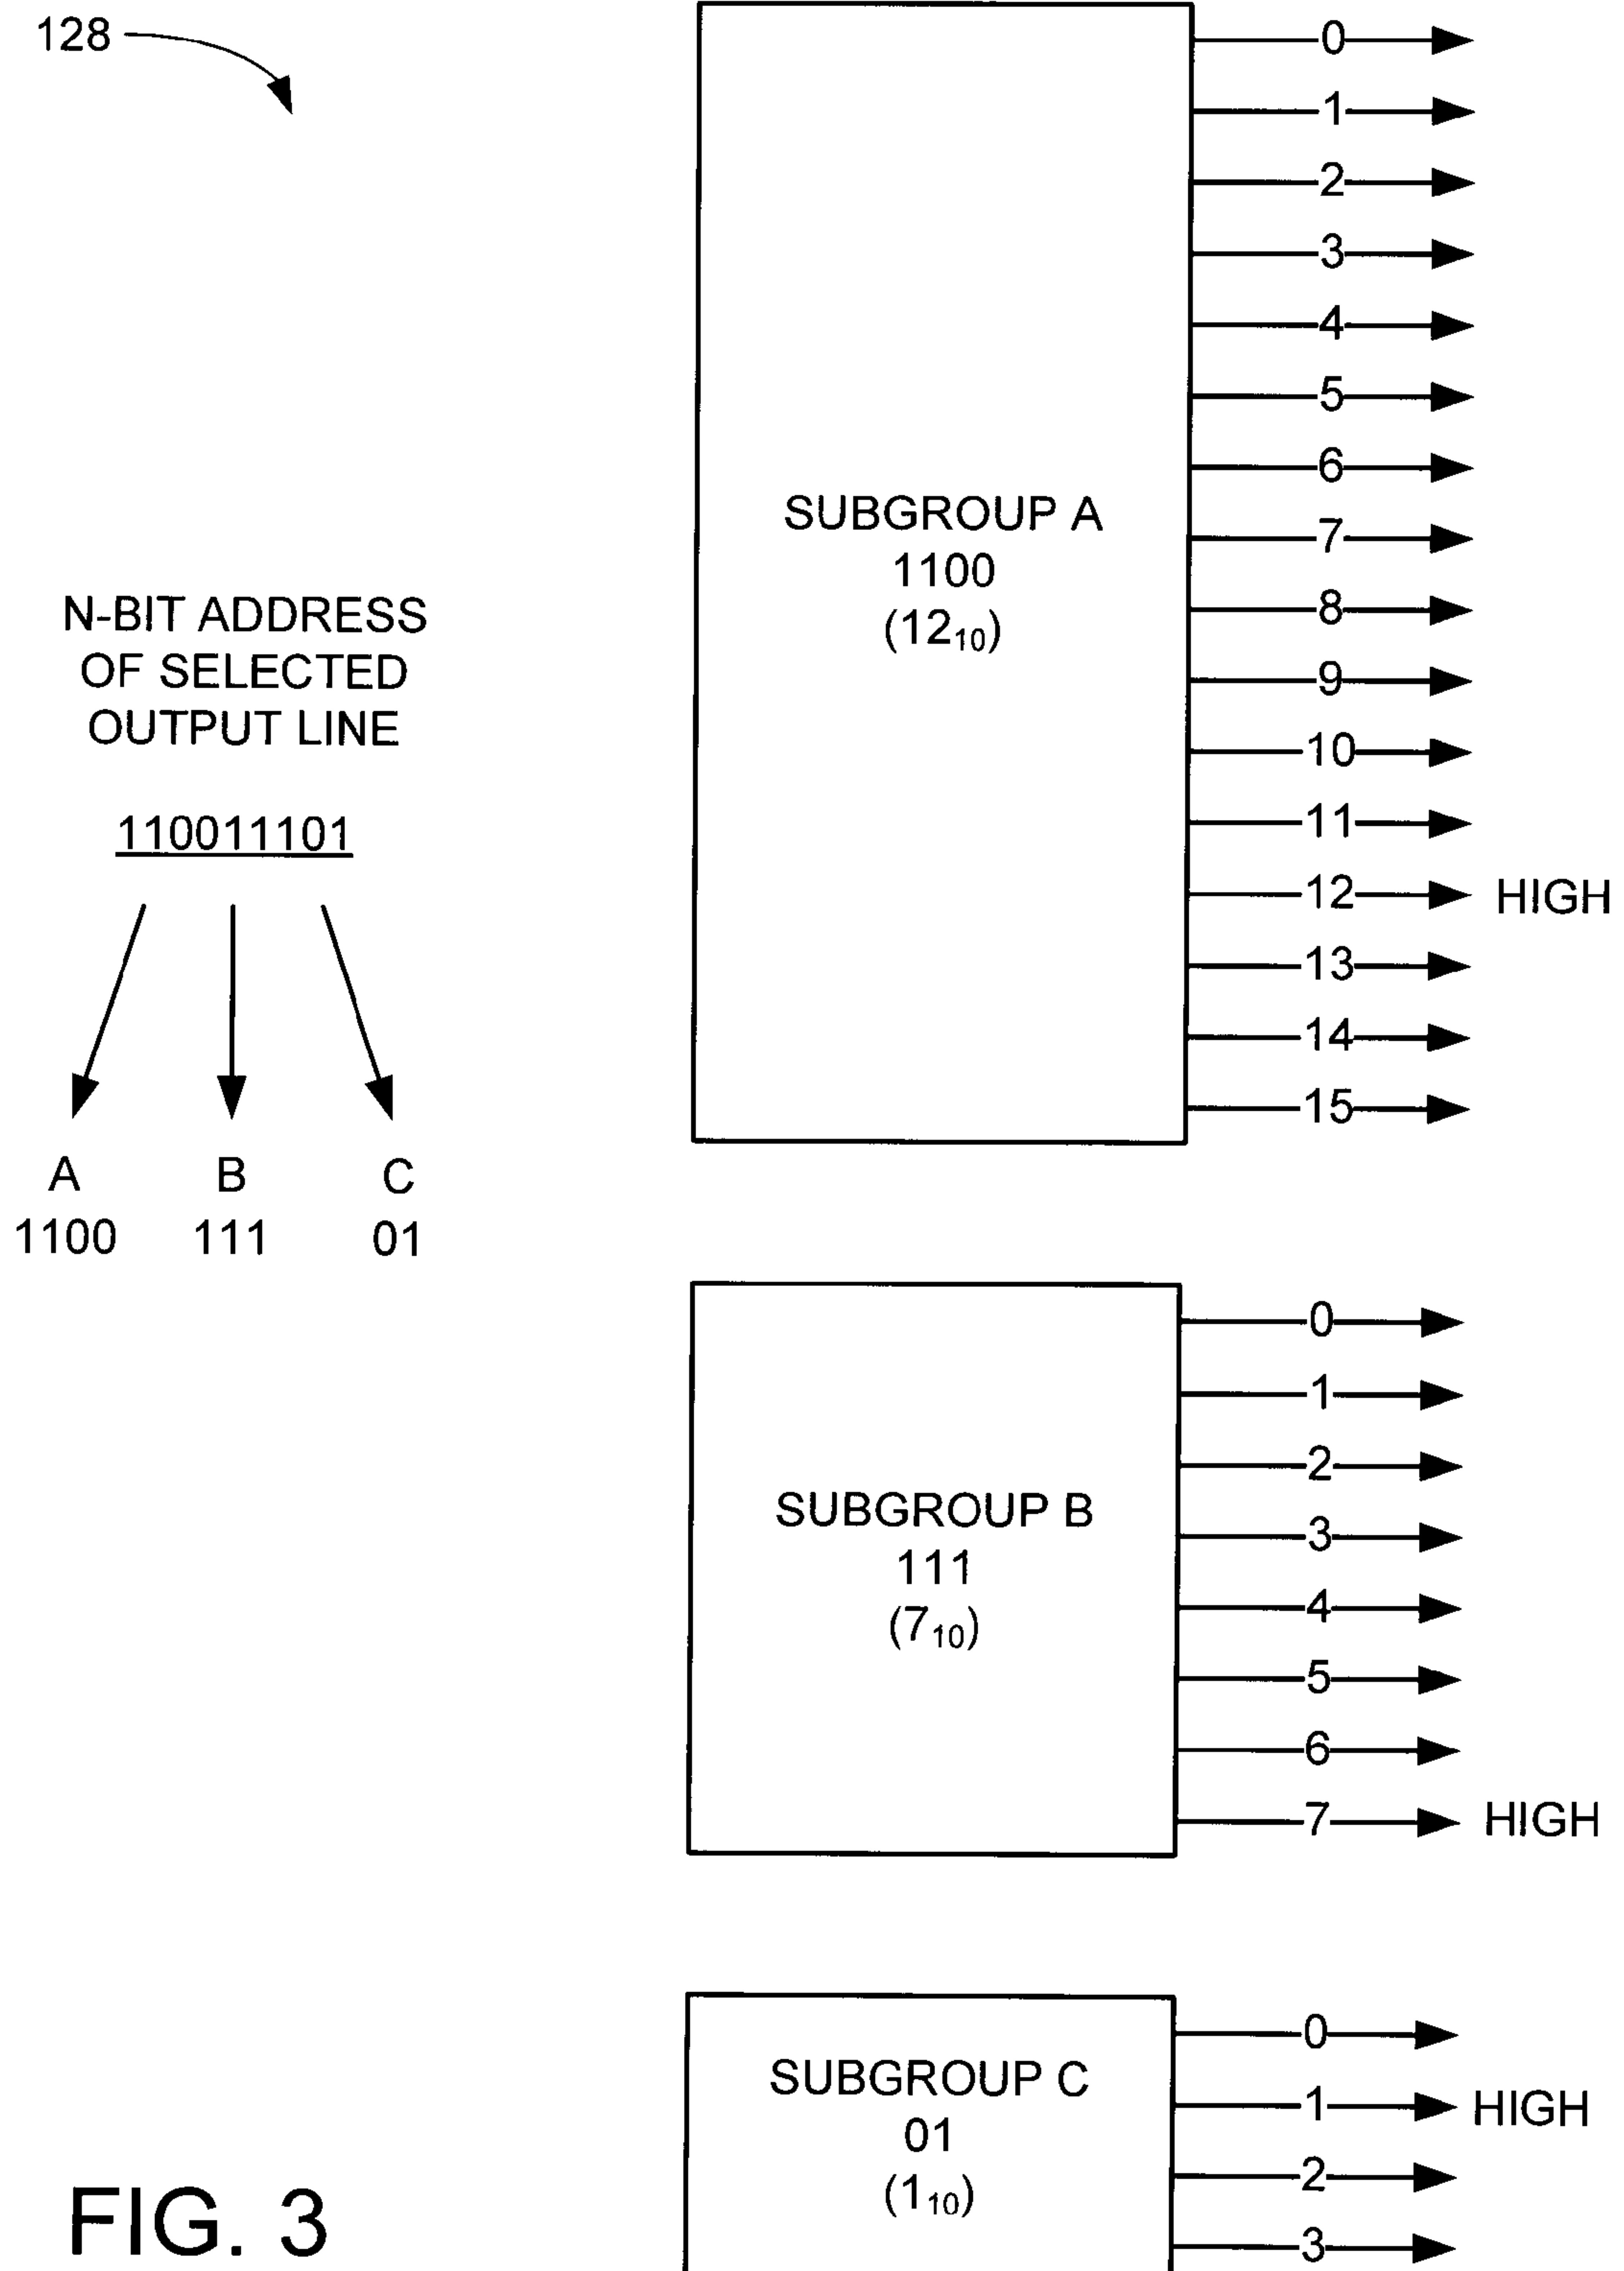 128
N-BIT ADDRESS
OF SELECTED
OUTPUT LINE
110011101
A B C
1100 111 01
SUBGROUP A
1100
(12₁₀)
0
1
2
3
4
5
6
7
8
9
10
11
12 HIGH
13
14
15
SUBGROUP B
111
(7₁₀)
0
1
2
3
4
5
6
7 HIGH
SUBGROUP C
01
(1₁₀)
0
1 HIGH
2
3
FIG. 3